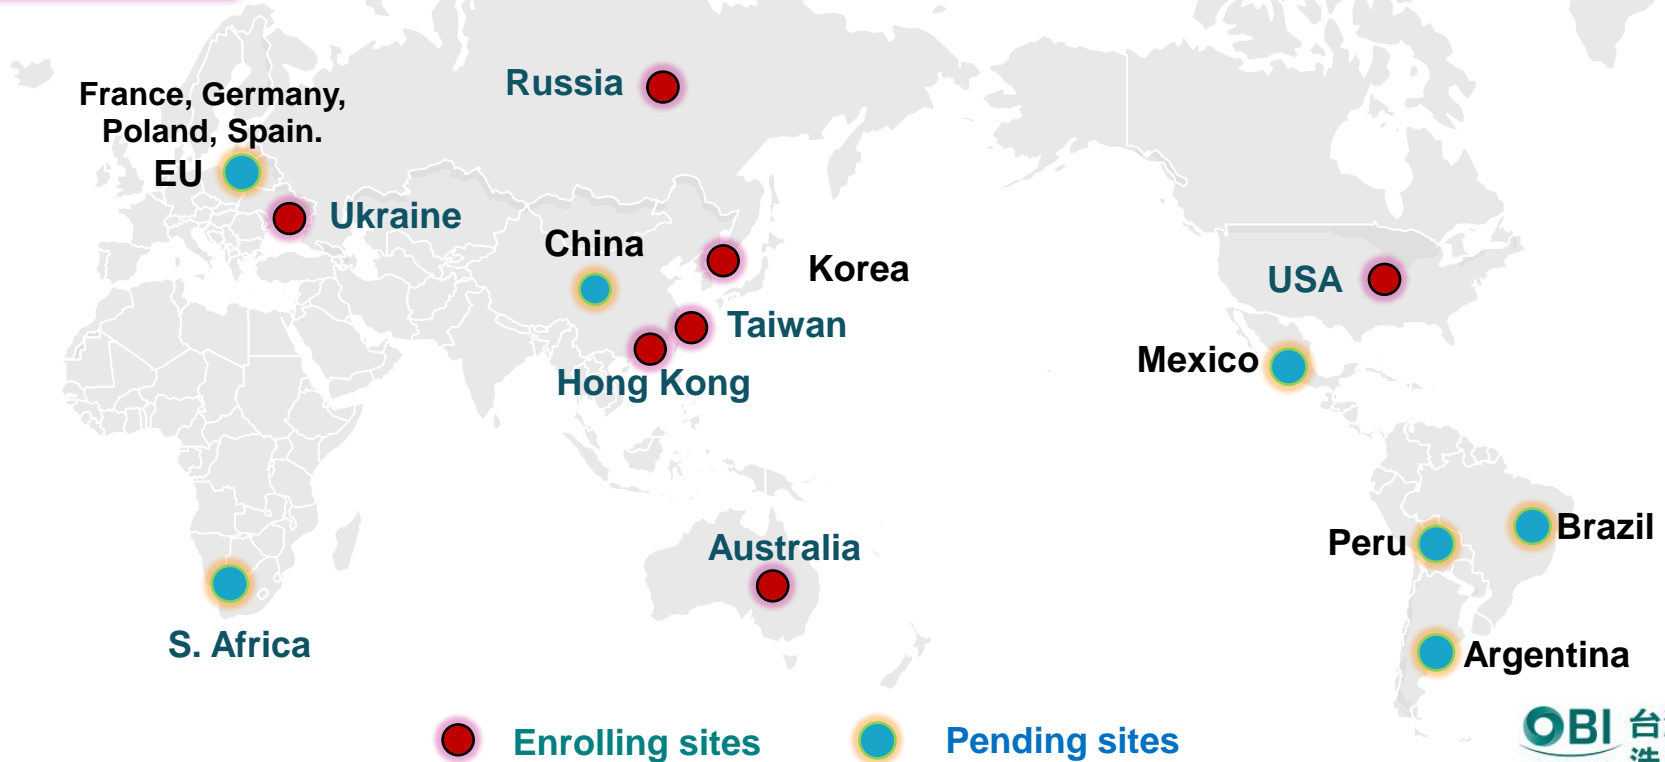 Russia
France, Germany,
Poland, Spain.
EU
Ukraine
China
Korea
USA
Taiwan
Mexico
Hong Kong
Peru
Brazil
Australia
S. Africa
Argentina
Enrolling sites
Pending sites
OBI 台
浩